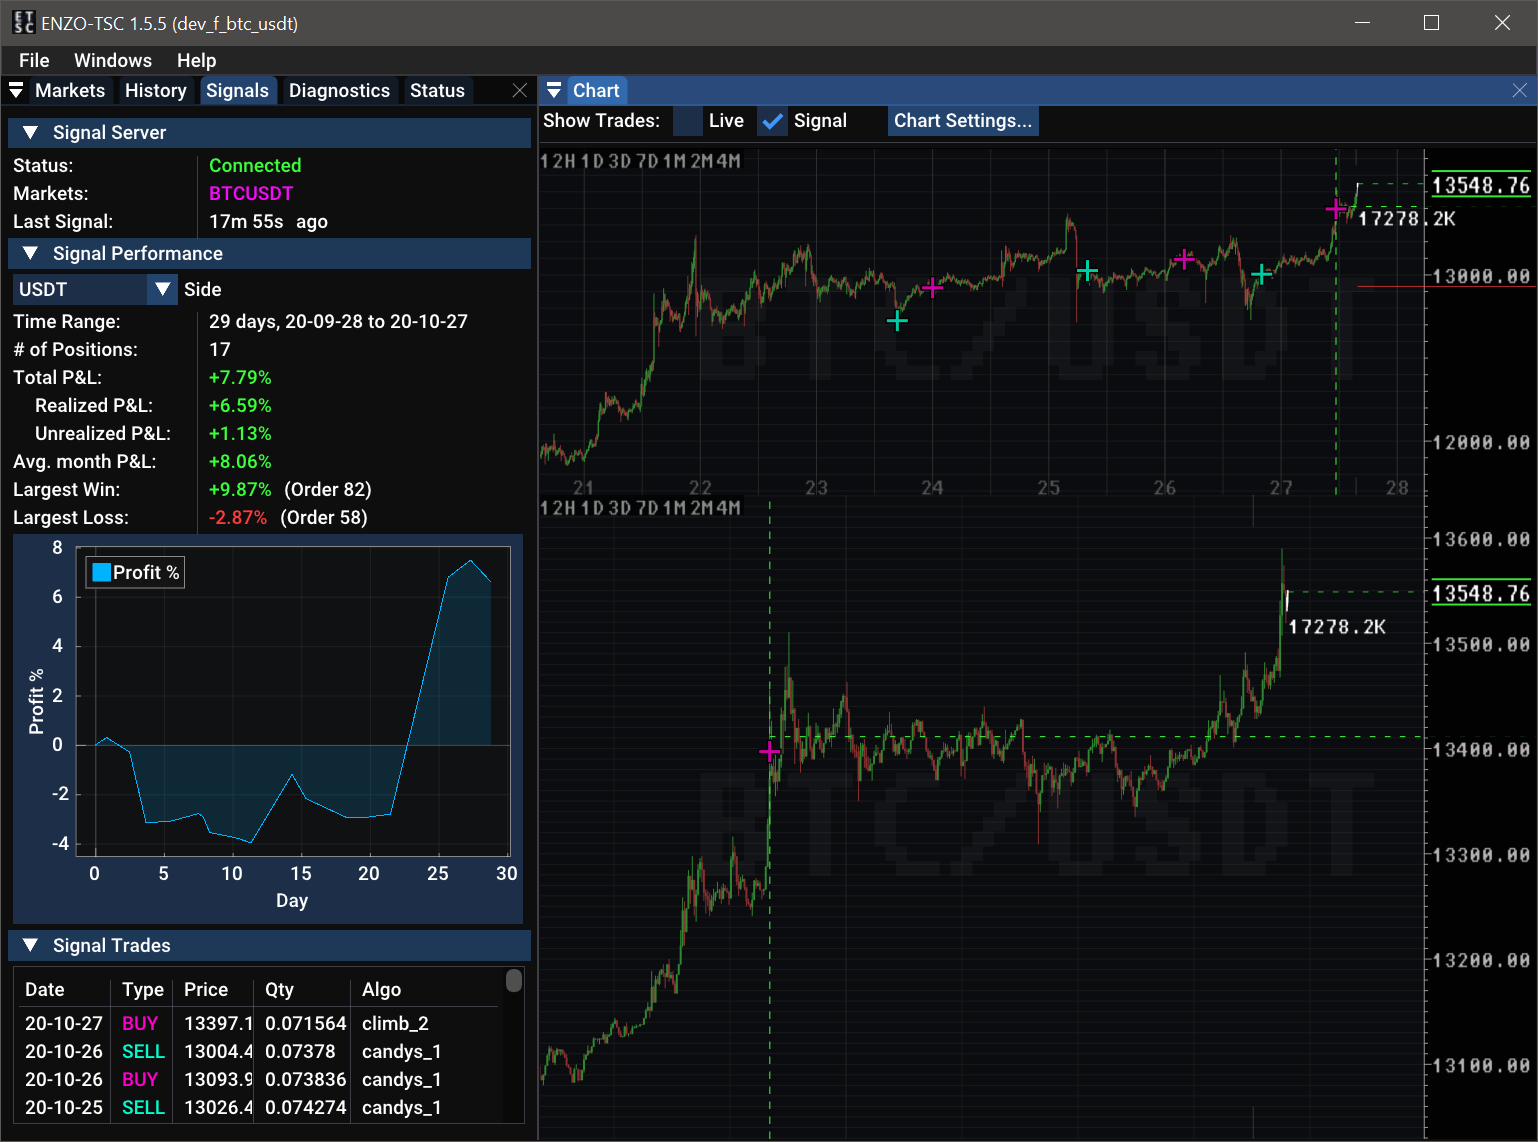 ENZO-TSC 1.5.5 (dev_f_btc_usdt)
File Windows Help
Markets History Signals Diagnostics Status
Signal Server
Status: Connected
Markets: BTCUSDT
Last Signal: 17m 55s ago
Signal Performance
USDT Side
Time Range: 29 days, 20-09-28 to 20-10-27
# of Positions: 17
Total P&L: +7.79%
Realized P&L: +6.59%
Unrealized P&L: +1.13%
Avg. month P&L: +8.06%
Largest Win: +9.87% (Order 82)
Largest Loss: -2.87% (Order 58)
Profit %
8
6
4
2
0
-2
-4
Profit %
0 5 10 15 20 25 30
Day
Signal Trades
Date Type Price Qty Algo
20-10-27 BUY 13397.1 0.071564 climb_2
20-10-26 SELL 13004.4 0.07378 candys_1
20-10-26 BUY 13093.9 0.073836 candys_1
20-10-25 SELL 13026.4 0.074274 candys_1
Chart
Show Trades: Live Signal Chart Settings...
12H 1D 3D 7D 1M 2M 4M
13548.76
17278.2K
13000.00
BTC/USDT
12000.00
21 22 23 24 25 26 27 28
12H 1D 3D 7D 1M 2M 4M
13600.00
13548.76
17278.2K
13500.00
13400.00
BTC/USDT
13300.00
13200.00
13100.00